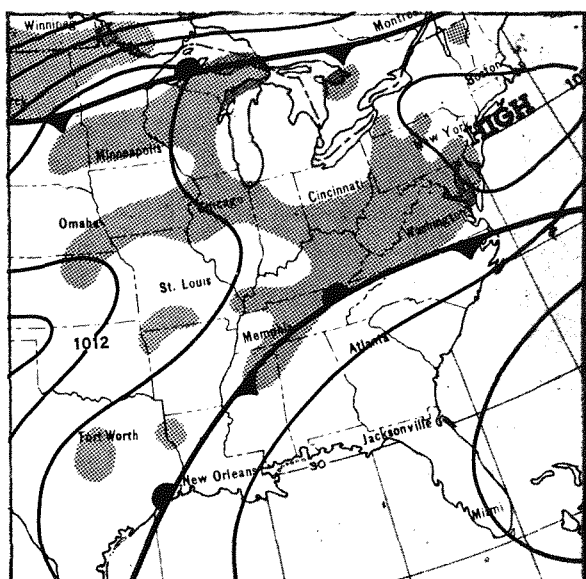 Winnipeg
Montreal
Boston
New York
HIGH
Minneapolis
Chicago
Cincinnati
Omaha
Washington
St. Louis
1012
Memphis
Atlanta
Fort Worth
Jacksonville
New Orleans
30
Miami